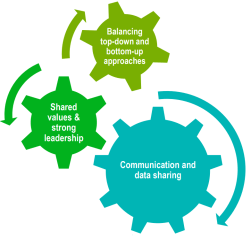 Balancing
top-down and
bottom-up
approaches
Shared
values &
strong
leadership
Communication and
data sharing